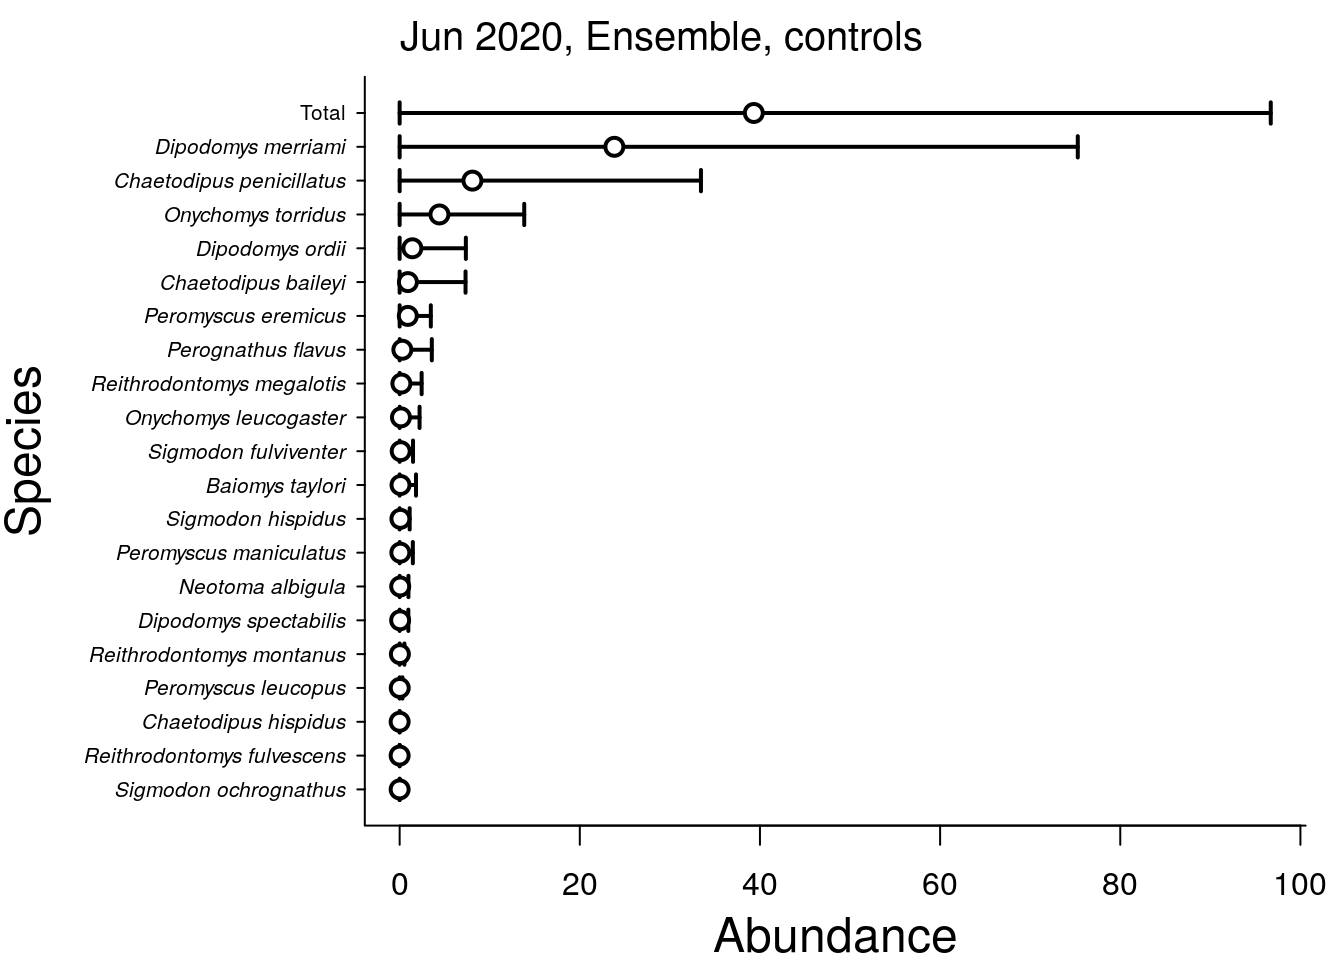 Jun 2020, Ensemble, controls
Total
Dipodomys merriami
Chaetodipus penicillatus
Onychomys torridus
Dipodomys ordii
Chaetodipus baileyi
Peromyscus eremicus
Perognathus flavus
Reithrodontomys megalotis
Onychomys leucogaster
Sigmodon fulviventer
Baiomys taylori
Sigmodon hispidus
Peromyscus maniculatus
Neotoma albigula
Dipodomys spectabilis
Reithrodontomys montanus
Peromyscus leucopus
Chaetodipus hispidus
Reithrodontomys fulvescens
Sigmodon ochrognathus
Species
0 20 40 60 80 100
Abundance